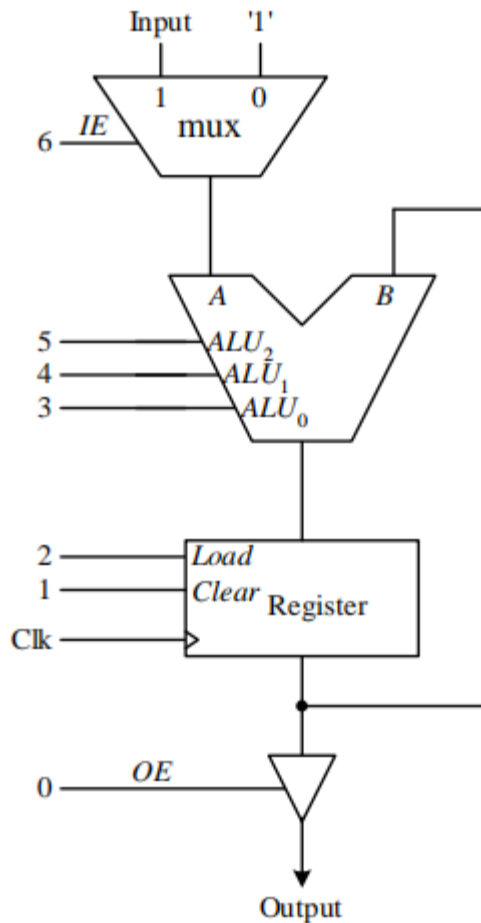 Input '1'
1 0
mux
6 IE
A B
5 ALU2
4 ALU1
3 ALU0
2 Load
1 Clear
Register
Clk
0 OE
Output